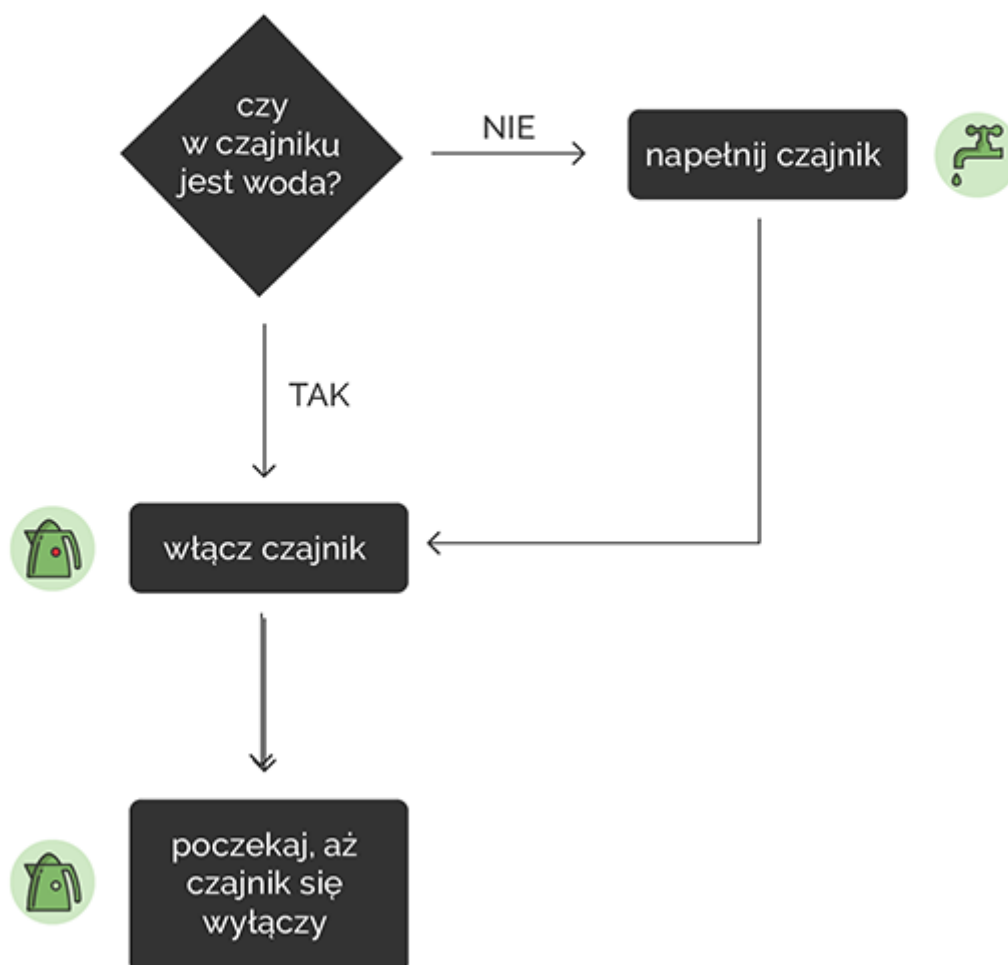 czy
w czajniku
jest woda?
NIE
napełnij czajnik
TAK
włącz czajnik
poczekaj, aż
czajnik się
wyłączy